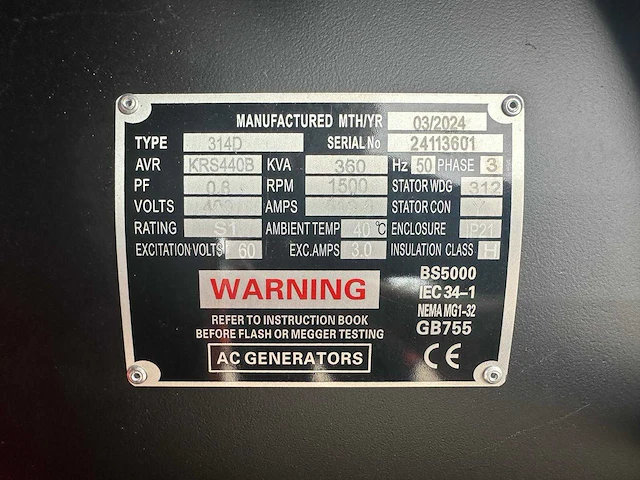 MANUFACTURED MTH/YR 03/2024
TYPE 314D SERIAL No 24113601
AVR KRS440B KVA 360 Hz 50 PHASE 3
PF 0.8 RPM 1500 STATOR WDG 312
VOLTS AMPS STATOR CON
RATING S1 AMBIENT TEMP 40 °C ENCLOSURE IP21
EXCITATION VOLTS 60 EXC.AMPS 3.0 INSULATION CLASS H
BS5000
WARNING IEC 34-1
NEMA MG1-32
REFER TO INSTRUCTION BOOK GB755
BEFORE FLASH OR MEGGER TESTING
AC GENERATORS CE